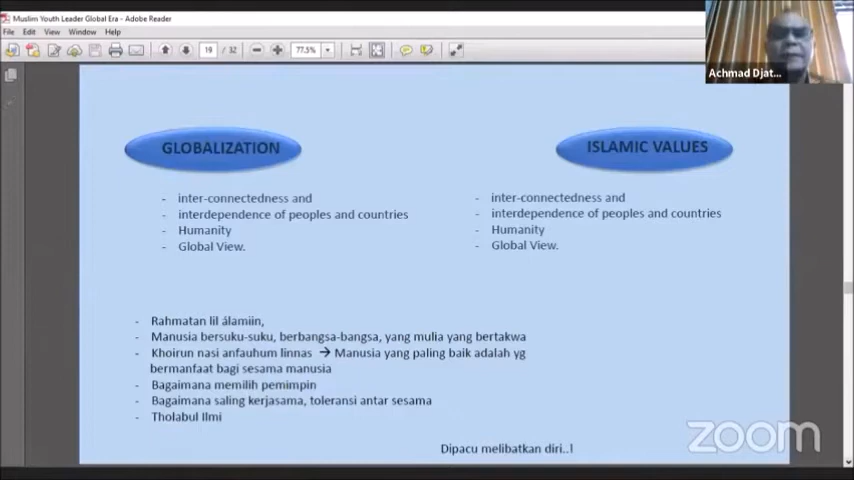 Muslim Youth Leader Global Era - Adobe Reader
File Edit View Window Help
19 / 32 77.5%
Achmad Djat...
GLOBALIZATION
- inter-connectedness and
- interdependence of peoples and countries
- Humanity
- Global View.
ISLAMIC VALUES
- inter-connectedness and
- interdependence of peoples and countries
- Humanity
- Global View.
- Rahmatan lil álamiin,
- Manusia bersuku-suku, berbangsa-bangsa, yang mulia yang bertakwa
- Khoirun nasi anfauhum linnas → Manusia yang paling baik adalah yg
bermanfaat bagi sesama manusia
- Bagaimana memilih pemimpin
- Bagaimana saling kerjasama, toleransi antar sesama
- Tholabul Ilmi
Dipacu melibatkan diri..!
zoom